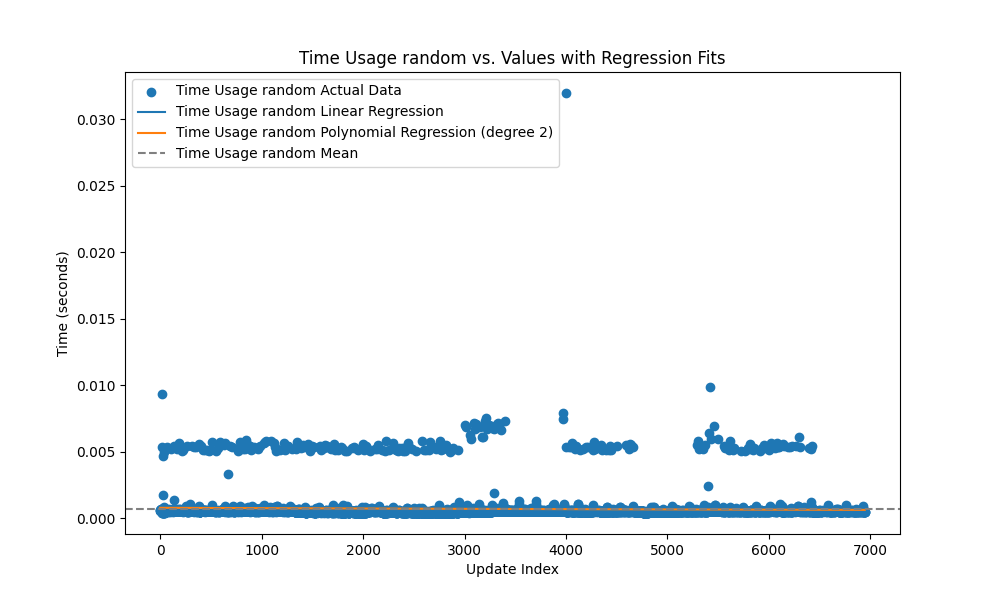 Time Usage random vs. Values with Regression Fits
Time Usage random Actual Data
Time Usage random Linear Regression
Time Usage random Polynomial Regression (degree 2)
Time Usage random Mean
Time (seconds)
0.030
0.025
0.020
0.015
0.010
0.005
0.000
0 1000 2000 3000 4000 5000 6000 7000
Update Index